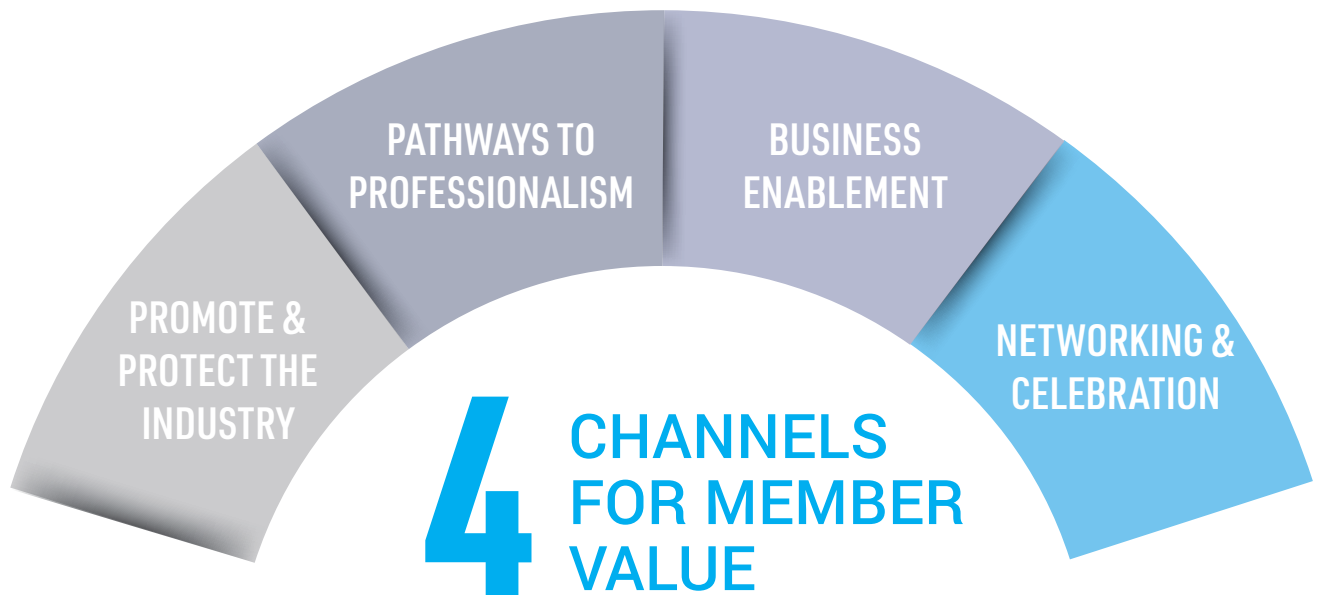 PROMOTE &
PROTECT THE
INDUSTRY
PATHWAYS TO
PROFESSIONALISM
BUSINESS
ENABLEMENT
NETWORKING &
CELEBRATION
4
CHANNELS
FOR MEMBER
VALUE